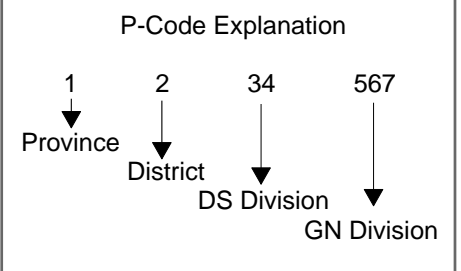 P-Code Explanation
1 2 34 567
Province
District
DS Division
GN Division